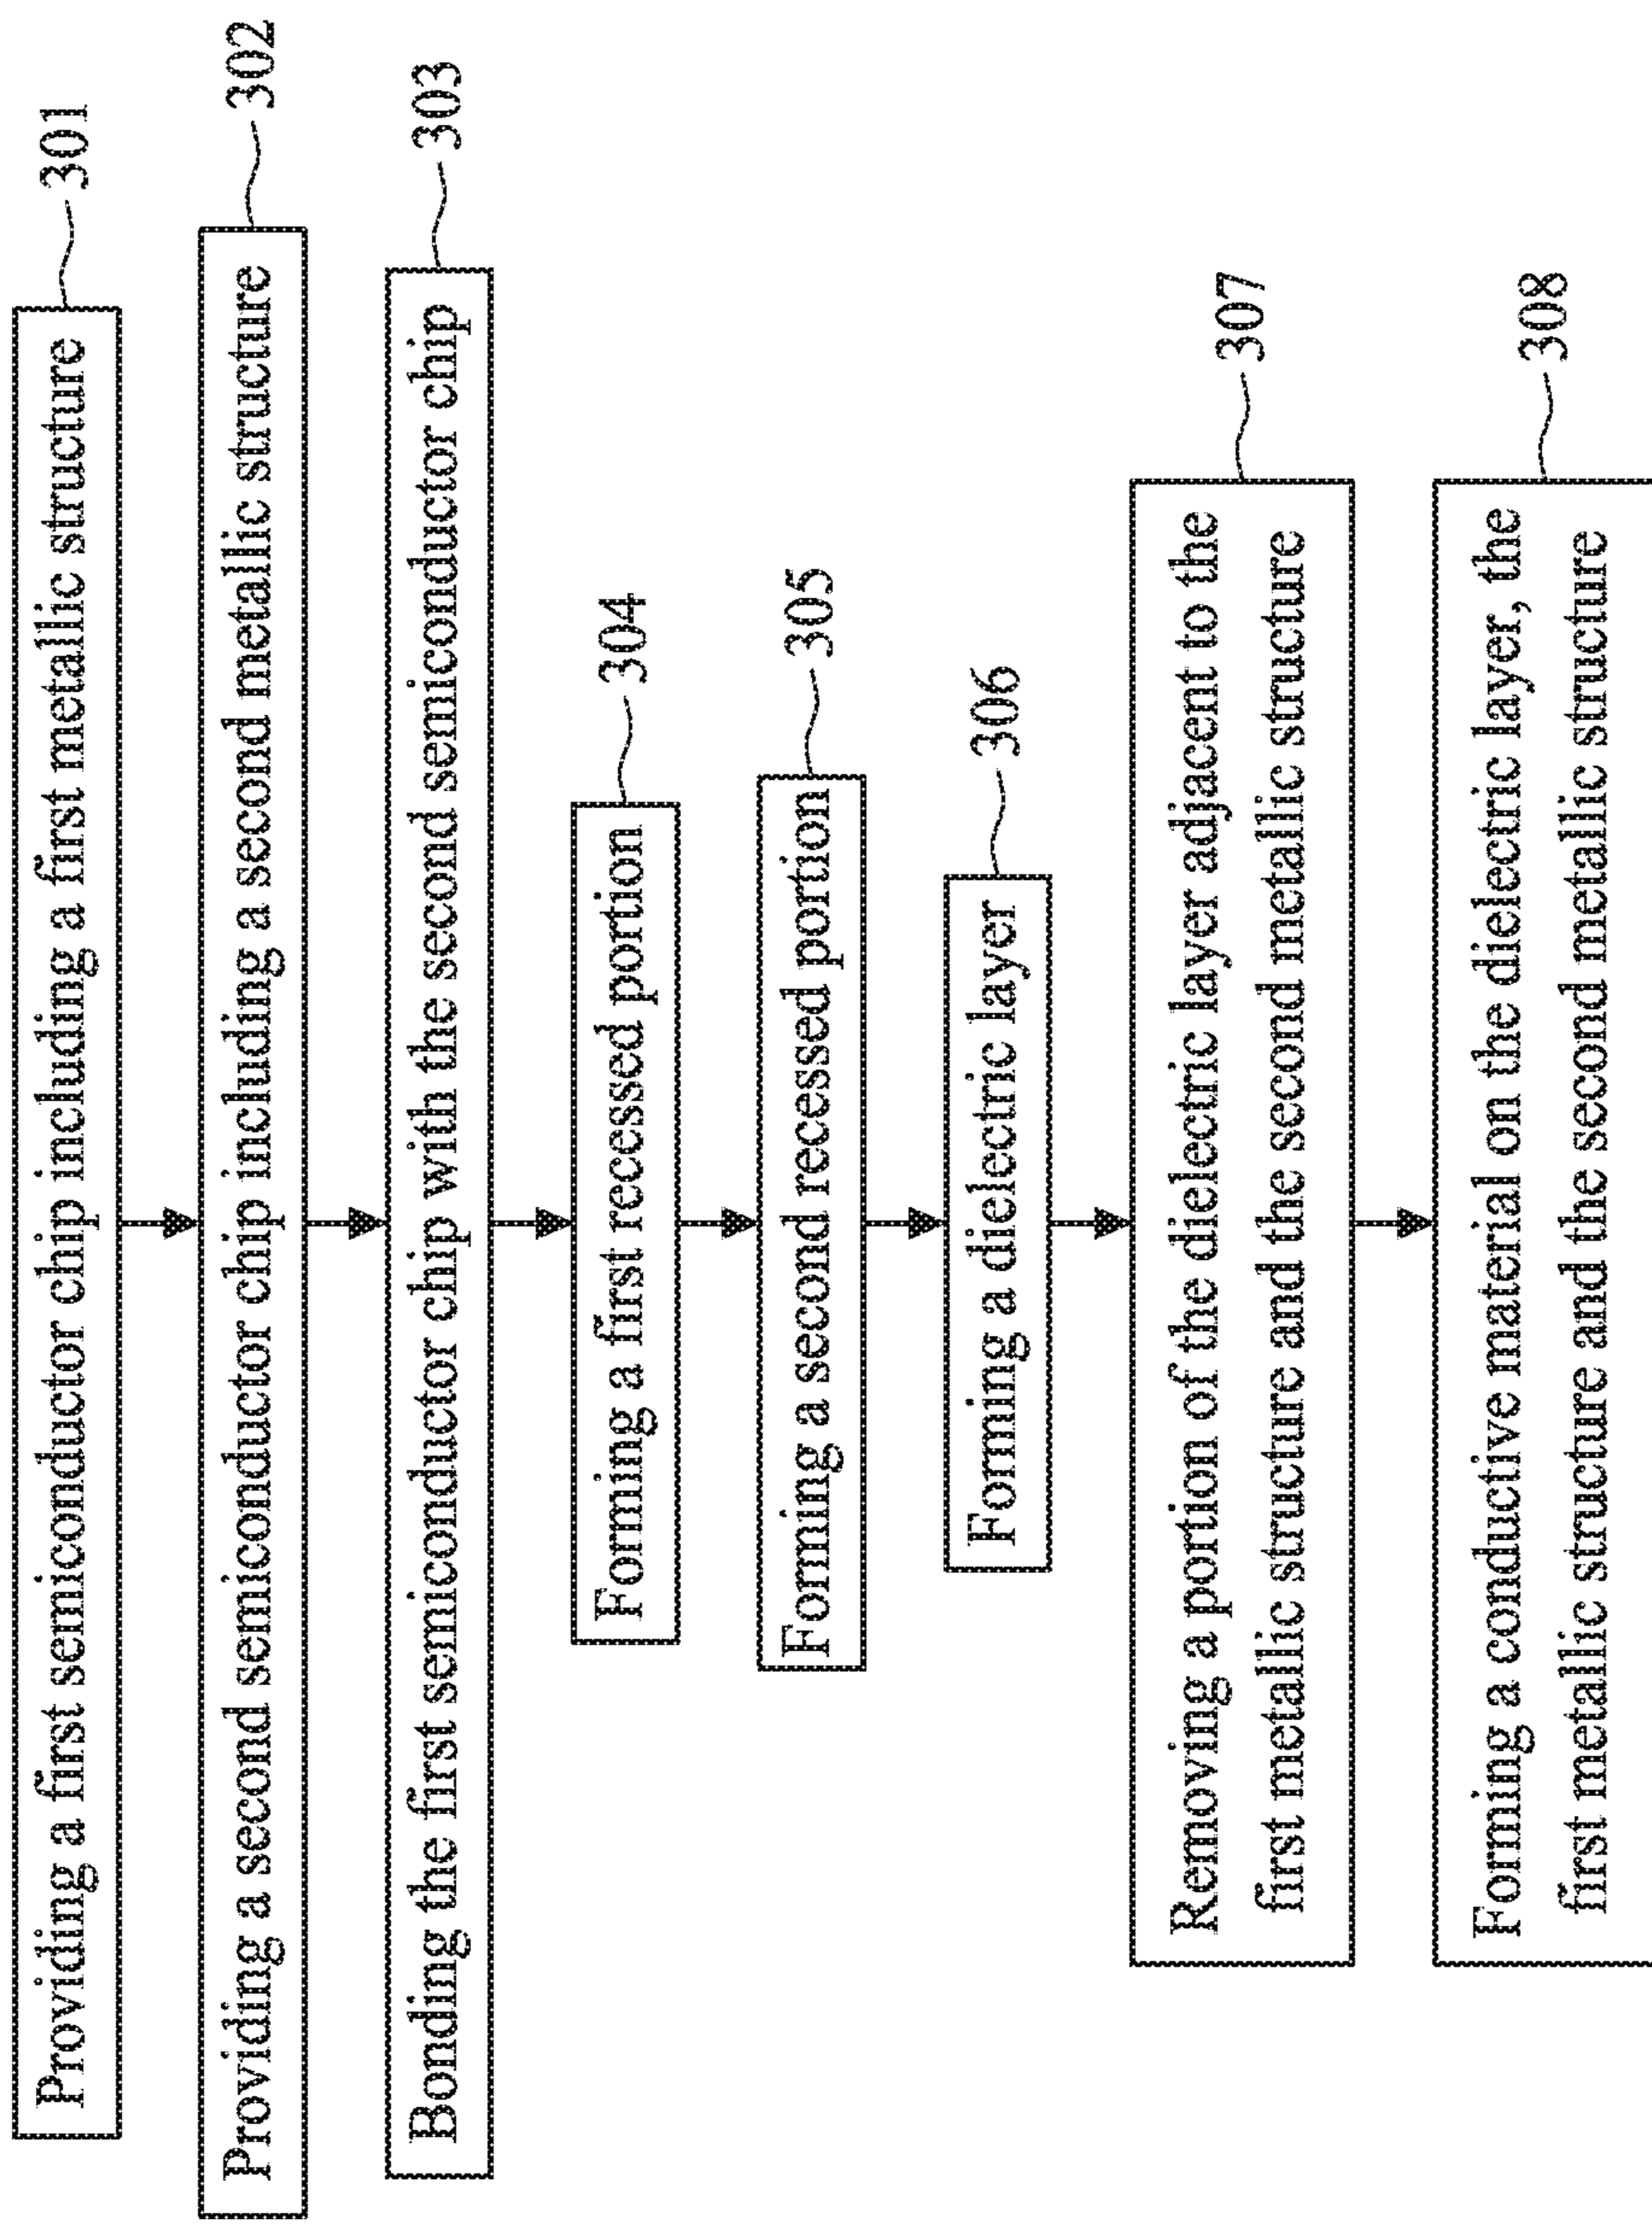 Providing a first semiconductor chip including a first metallic structure
301
Providing a second semiconductor chip including a second metallic structure
302
Bonding the first semiconductor chip with the second semiconductor chip
303
Forming a first recessed portion
304
Forming a second recessed portion
305
Forming a dielectric layer
306
Removing a portion of the dielectric layer adjacent to the
first metallic structure and the second metallic structure
307
Forming a conductive material on the dielectric layer, the
first metallic structure and the second metallic structure
308